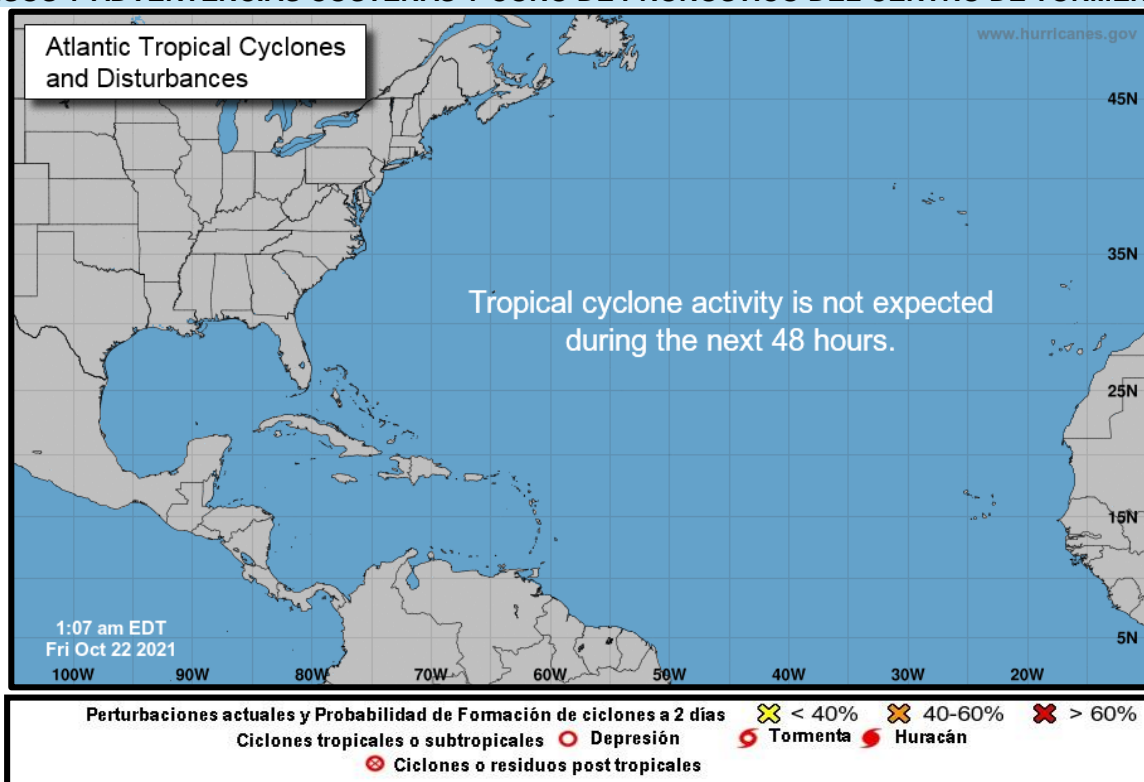 Atlantic Tropical Cyclones
and Disturbances
www.hurricanes.gov
45N
35N
Tropical cyclone activity is not expected
during the next 48 hours.
25N
15N
1:07 am EDT
Fri Oct 22 2021
5N
100W 90W 80W 70W 60W 50W 40W 30W 20W
Perturbaciones actuales y Probabilidad de Formación de ciclones a 2 días < 40% 40-60% > 60%
Ciclones tropicales o subtropicales Depresión Tormenta Huracán
Ciclones o residuos post tropicales